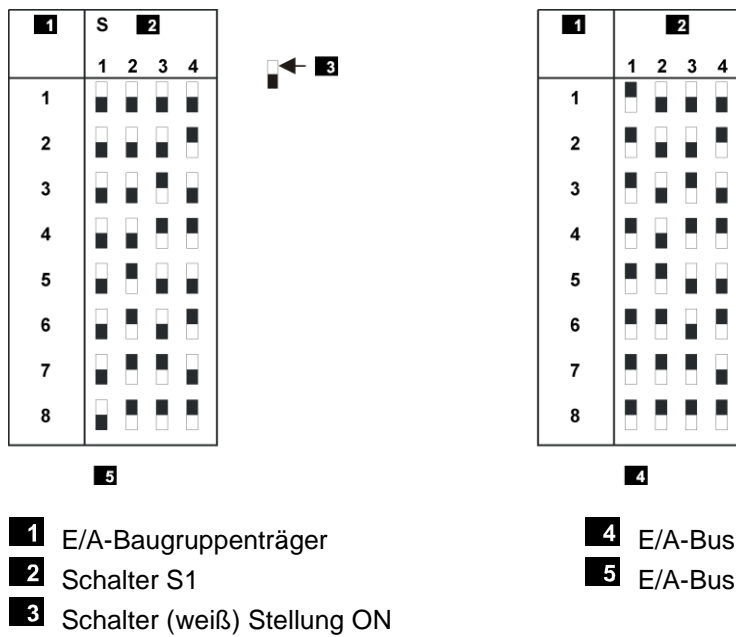 1 S 2
1 2 3 4
1
2
3
4
5
6
7
8
5
3
1 2
1 2 3 4
1
2
3
4
5
6
7
8
4
1 E/A-Baugruppenträger
2 Schalter S1
3 Schalter (weiß) Stellung ON
4 E/A-Bus
5 E/A-Bus